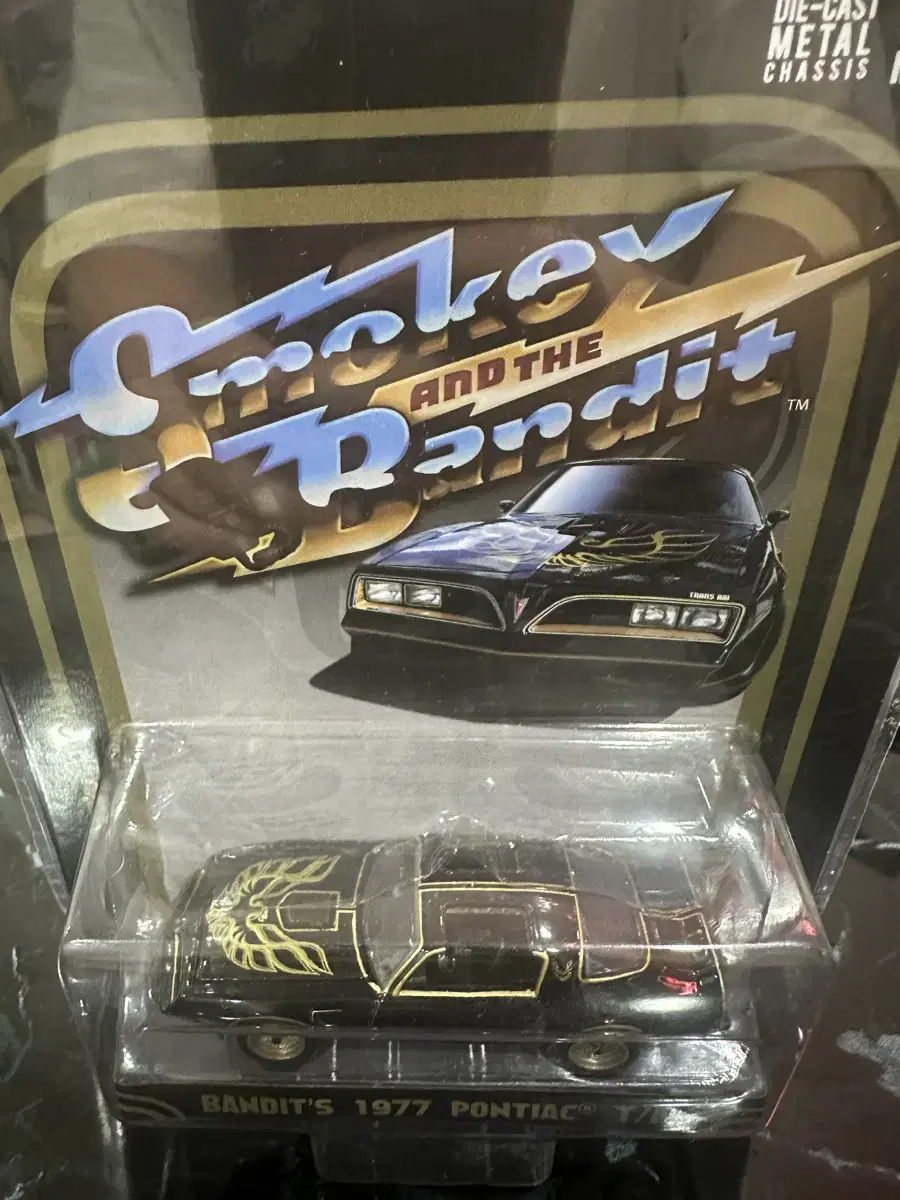 DIE-CAST
METAL
CHASSIS
Smokey
AND THE
Bandit
TM
TRANS AM
BANDIT'S 1977 PONTIAC®